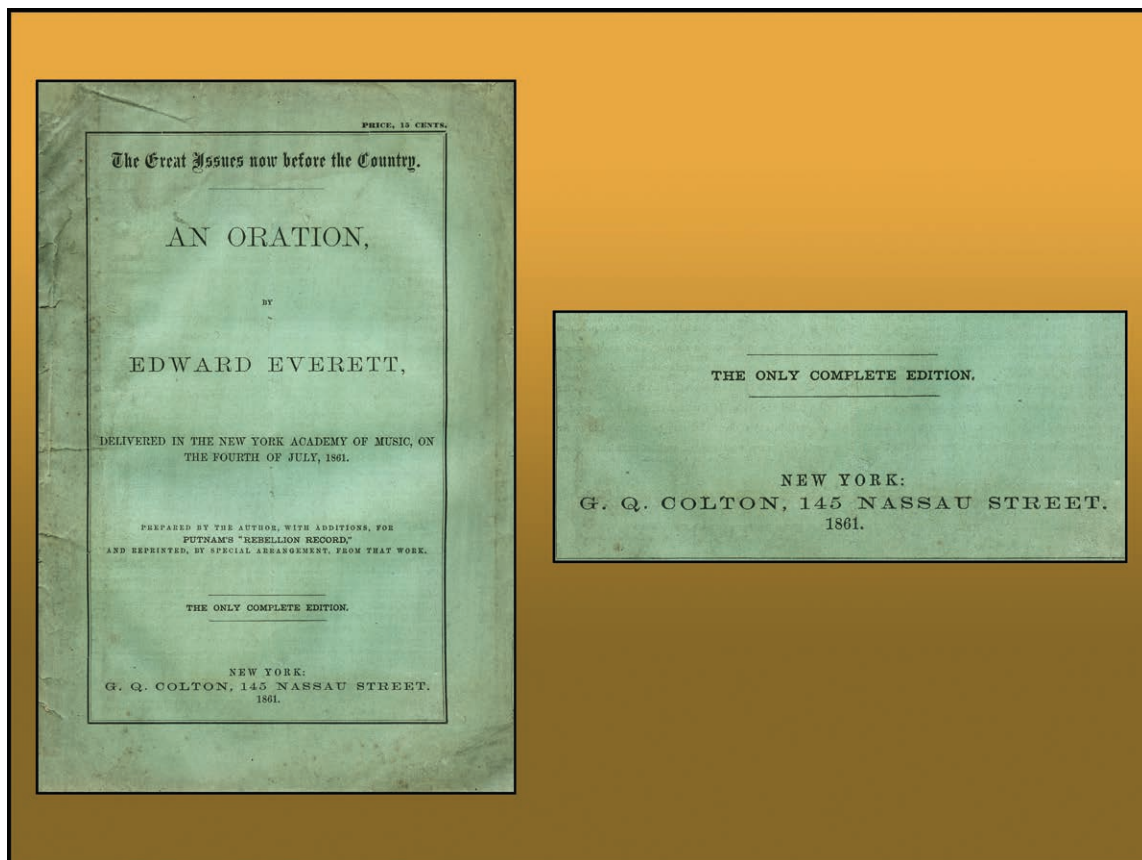 PRICE, 15 CENTS.
The Great Issues now before the Country.
AN ORATION,
BY
EDWARD EVERETT,
DELIVERED IN THE NEW YORK ACADEMY OF MUSIC, ON
THE FOURTH OF JULY, 1861.
PREPARED BY THE AUTHOR, WITH ADDITIONS, FOR
PUTNAM'S "REBELLION RECORD,"
AND REPRINTED, BY SPECIAL ARRANGEMENT, FROM THAT WORK.
THE ONLY COMPLETE EDITION.
NEW YORK:
G. Q. COLTON, 145 NASSAU STREET.
1861.
THE ONLY COMPLETE EDITION.
NEW YORK:
G. Q. COLTON, 145 NASSAU STREET.
1861.